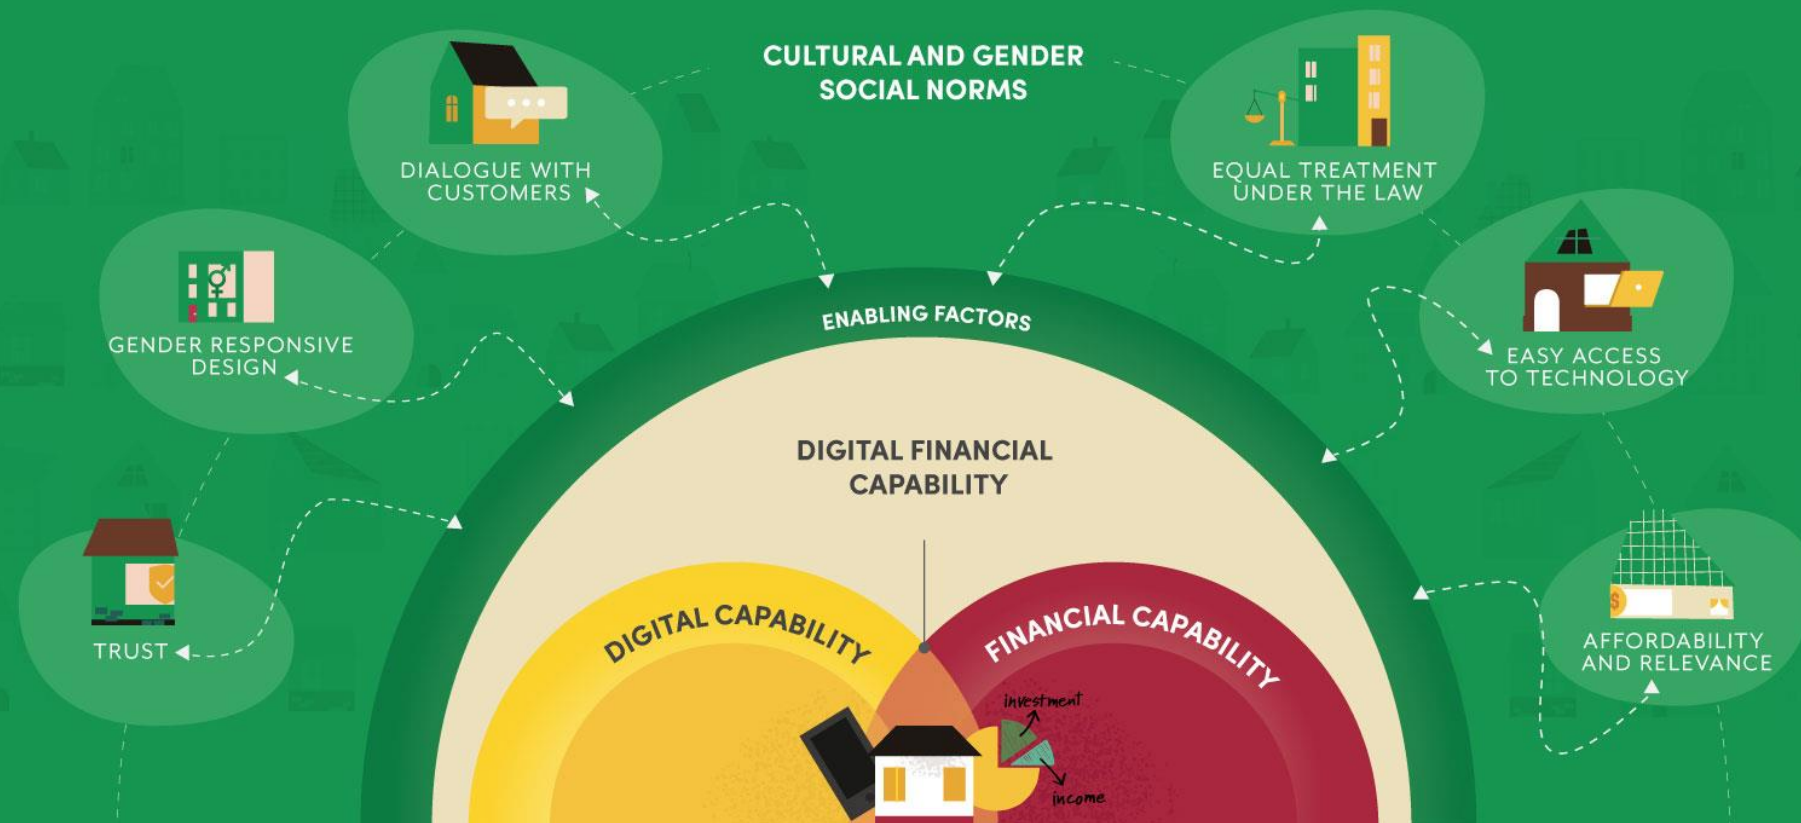 CULTURAL AND GENDER
SOCIAL NORMS
DIALOGUE WITH
CUSTOMERS
EQUAL TREATMENT
UNDER THE LAW
GENDER RESPONSIVE
DESIGN
ENABLING FACTORS
EASY ACCESS
TO TECHNOLOGY
DIGITAL FINANCIAL
CAPABILITY
TRUST
DIGITAL CAPABILITY
FINANCIAL CAPABILITY
AFFORDABILITY
AND RELEVANCE
$
investment
income